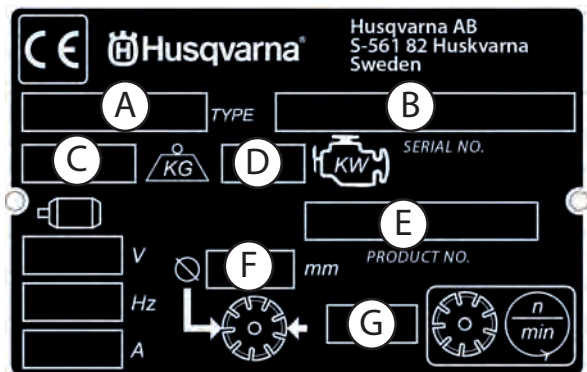 CE Husqvarna®
Husqvarna AB
S-561 82 Huskvarna
Sweden
A TYPE B
SERIAL NO.
C KG D KW
E
PRODUCT NO.
V
F mm
Hz
G
n
min
A